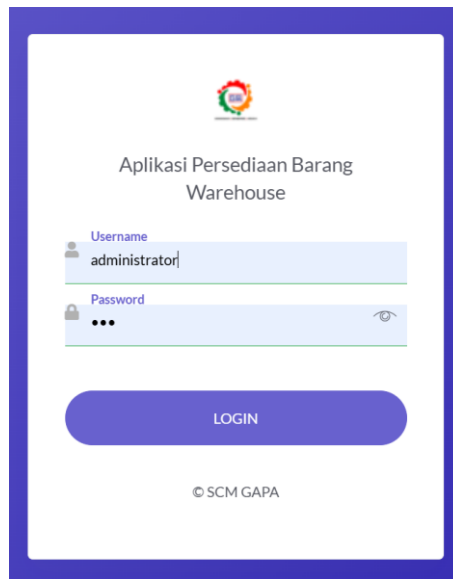 Aplikasi Persediaan Barang
Warehouse
Username
administrator
Password
•••
LOGIN
© SCM GAPA